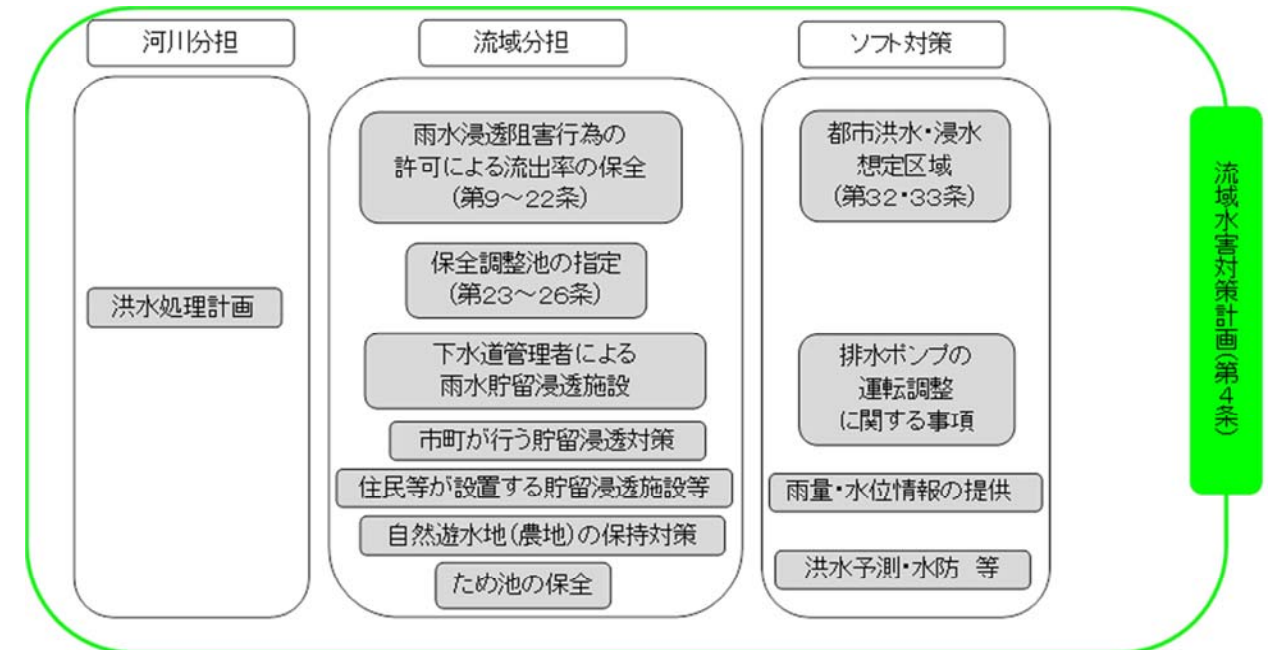 河川分担
洪水処理計画
流域分担
雨水浸透阻害行為の
許可による流出率の保全
(第9～22条)
保全調整池の指定
(第23～26条)
下水道管理者による
雨水貯留浸透施設
市町が行う貯留浸透対策
住民等が設置する貯留浸透施設等
自然遊水地(農地)の保持対策
ため池の保全
ソフト対策
都市洪水・浸水
想定区域
(第32・33条)
排水ポンプの
運転調整
に関する事項
雨量・水位情報の提供
洪水予測・水防 等
流域水害対策計画(第4条)